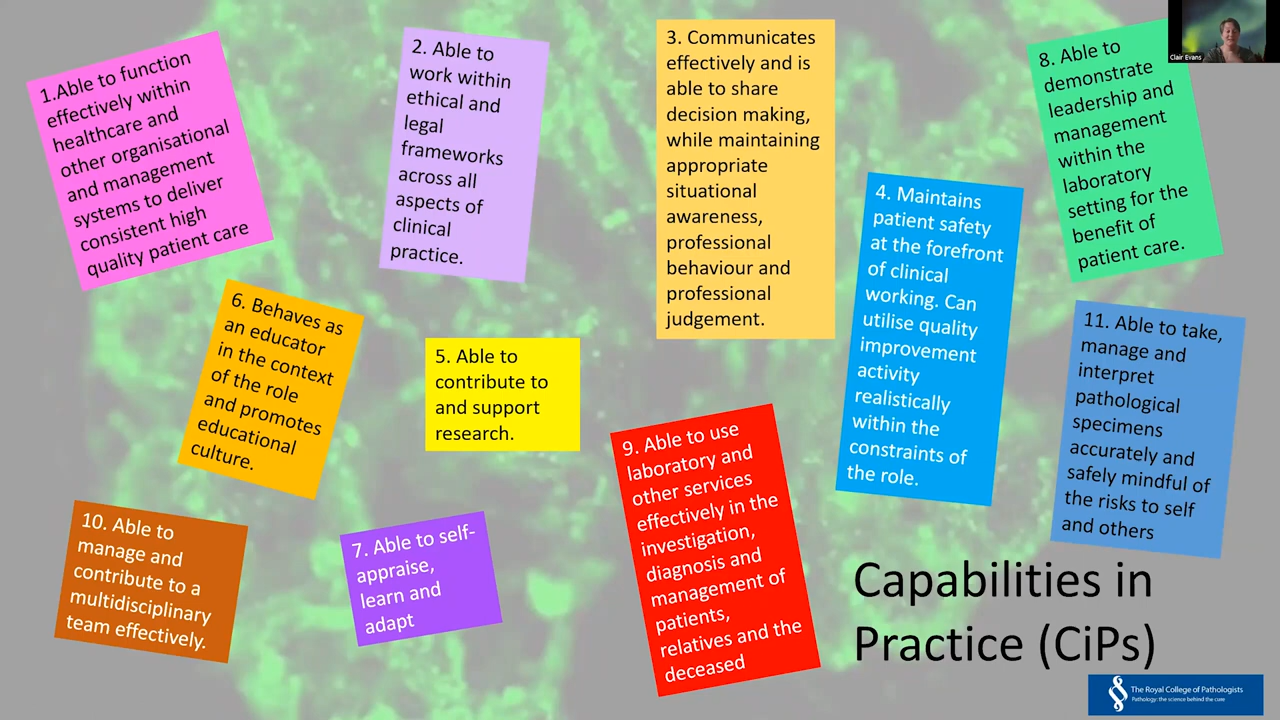 1.Able to function
effectively within
healthcare and
other organisational
and management
systems to deliver
consistent high
quality patient care
2. Able to
work within
ethical and
legal
frameworks
across all
aspects of
clinical
practice.
3. Communicates
effectively and is
able to share
decision making,
while maintaining
appropriate
situational
awareness,
professional
behaviour and
professional
judgement.
4. Maintains
patient safety
at the forefront
of clinical
working. Can
utilise quality
improvement
activity
realistically
within the
constraints of
the role.
8. Able to
demonstrate
leadership and
management
within the
laboratory
setting for the
benefit of
patient care.
Clair Evans
6. Behaves as
an educator
in the context
of the role
and promotes
educational
culture.
5. Able to
contribute to
and support
research.
9. Able to use
laboratory and
other services
effectively in the
investigation,
diagnosis and
management of
patients,
relatives and the
deceased
11. Able to take,
manage and
interpret
pathological
specimens
accurately and
safely mindful of
the risks to self
and others
10. Able to
manage and
contribute to a
multidisciplinary
team effectively.
7. Able to self-
appraise,
learn and
adapt
Capabilities in
Practice (CiPs)
The Royal College of Pathologists
Pathology: the science behind the cure